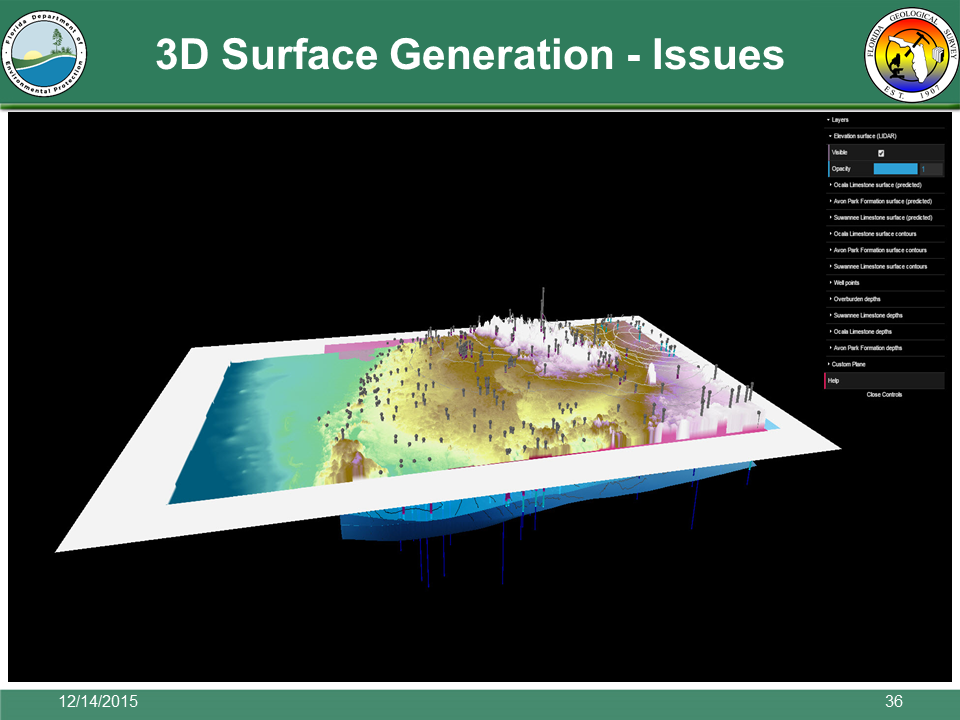 3D Surface Generation - Issues
Florida Department of
Environmental Protection
FLORIDA GEOLOGICAL SURVEY
EST. 1907
Layers
Elevation surface (LIDAR)
Visible
Opacity 1
Ocala Limestone surface (predicted)
Avon Park Formation surface (predicted)
Suwannee Limestone surface (predicted)
Ocala Limestone surface contours
Avon Park Formation surface contours
Suwannee Limestone surface contours
Well points
Overburden depths
Suwannee Limestone depths
Ocala Limestone depths
Avon Park Formation depths
Custom Plane
Help
Close Controls
12/14/2015
36